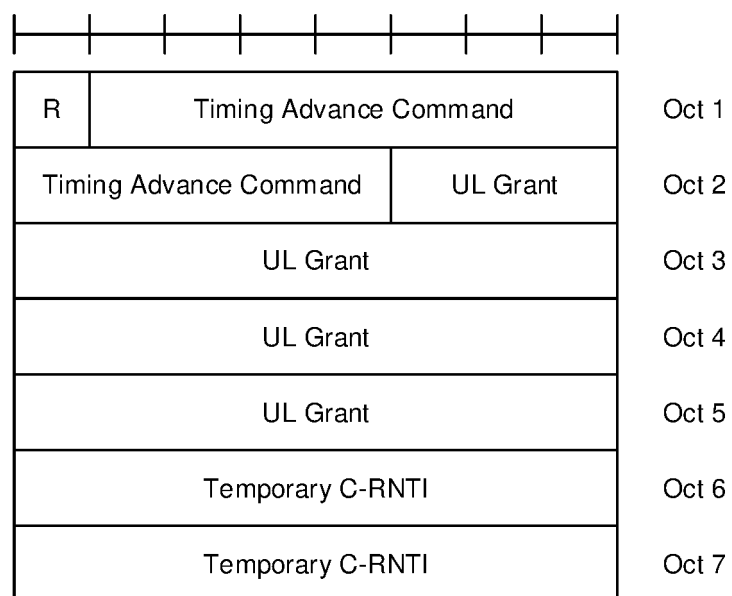 R Timing Advance Command Oct 1
Timing Advance Command UL Grant Oct 2
UL Grant Oct 3
UL Grant Oct 4
UL Grant Oct 5
Temporary C-RNTI Oct 6
Temporary C-RNTI Oct 7